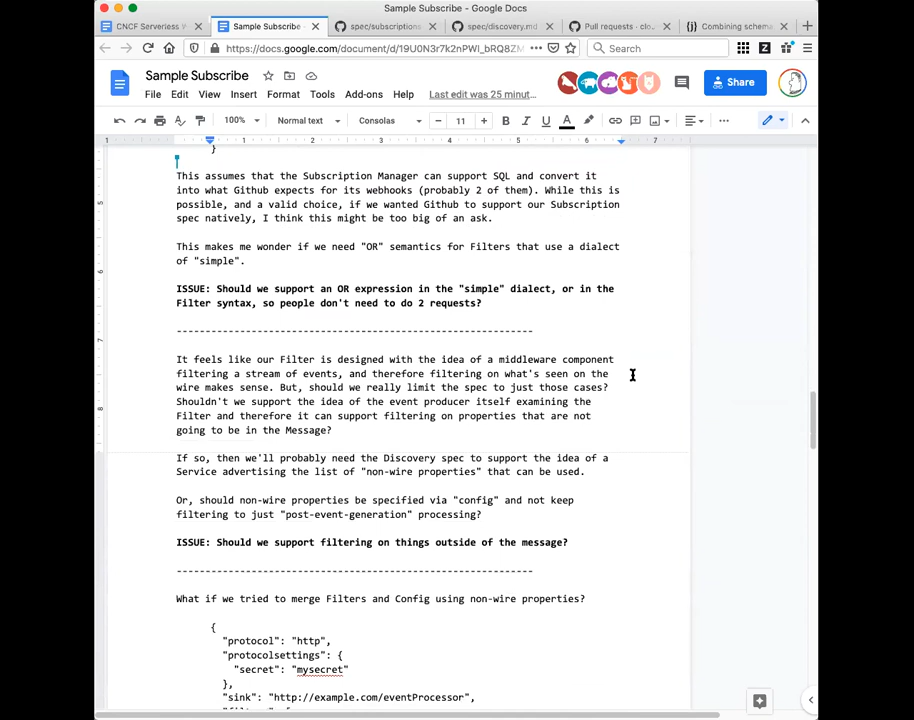 CNCF Serverless W
Sample Subscribe
spec/subscriptions
spec/discovery.md
Pull requests - clo
Combining schema
https://docs.google.com/document/d/19U0N3r7k2nPWl_bRQ8ZM
Search
Sample Subscribe
File Edit View Insert Format Tools Add-ons Help Last edit was 25 minut...
Share
100% Normal text Consolas 11
1 1 2 3 4 5 6 7
}
This assumes that the Subscription Manager can support SQL and convert it
into what Github expects for its webhooks (probably 2 of them). While this is
possible, and a valid choice, if we wanted Github to support our Subscription
spec natively, I think this might be too big of an ask.
This makes me wonder if we need "OR" semantics for Filters that use a dialect
of "simple".
ISSUE: Should we support an OR expression in the "simple" dialect, or in the
Filter syntax, so people don't need to do 2 requests?
--------------------------------------------------------------
It feels like our Filter is designed with the idea of a middleware component
filtering a stream of events, and therefore filtering on what's seen on the
wire makes sense. But, should we really limit the spec to just those cases?
Shouldn't we support the idea of the event producer itself examining the
Filter and therefore it can support filtering on properties that are not
going to be in the Message?
If so, then we'll probably need the Discovery spec to support the idea of a
Service advertising the list of "non-wire properties" that can be used.
Or, should non-wire properties be specified via "config" and not keep
filtering to just "post-event-generation" processing?
ISSUE: Should we support filtering on things outside of the message?
--------------------------------------------------------------
What if we tried to merge Filters and Config using non-wire properties?
{
"protocol": "http",
"protocolsettings": {
"secret": "mysecret"
},
"sink": "http://example.com/eventProcessor",